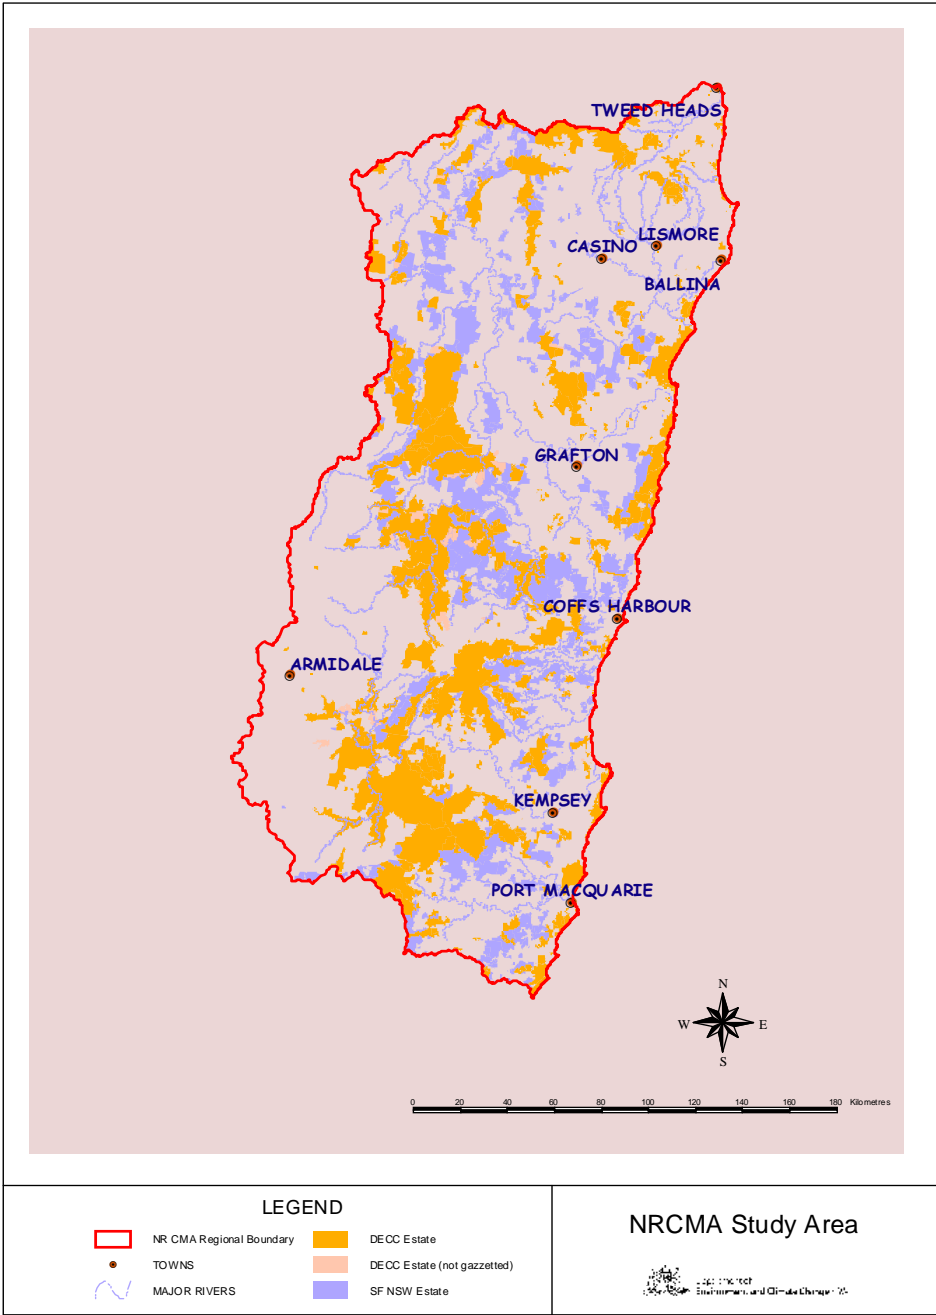 TWEED HEADS
LISMORE
CASINO
BALLINA
GRAFTON
COFFS HARBOUR
ARMIDALE
KEMPSEY
PORT MACQUARIE
N
W E
S
0 20 40 60 80 100 120 140 160 180 Kilometres
LEGEND
NR CMA Regional Boundary
DECC Estate
TOWNS
DECC Estate (not gazzetted)
MAJOR RIVERS
SF NSW Estate
NRCMA Study Area